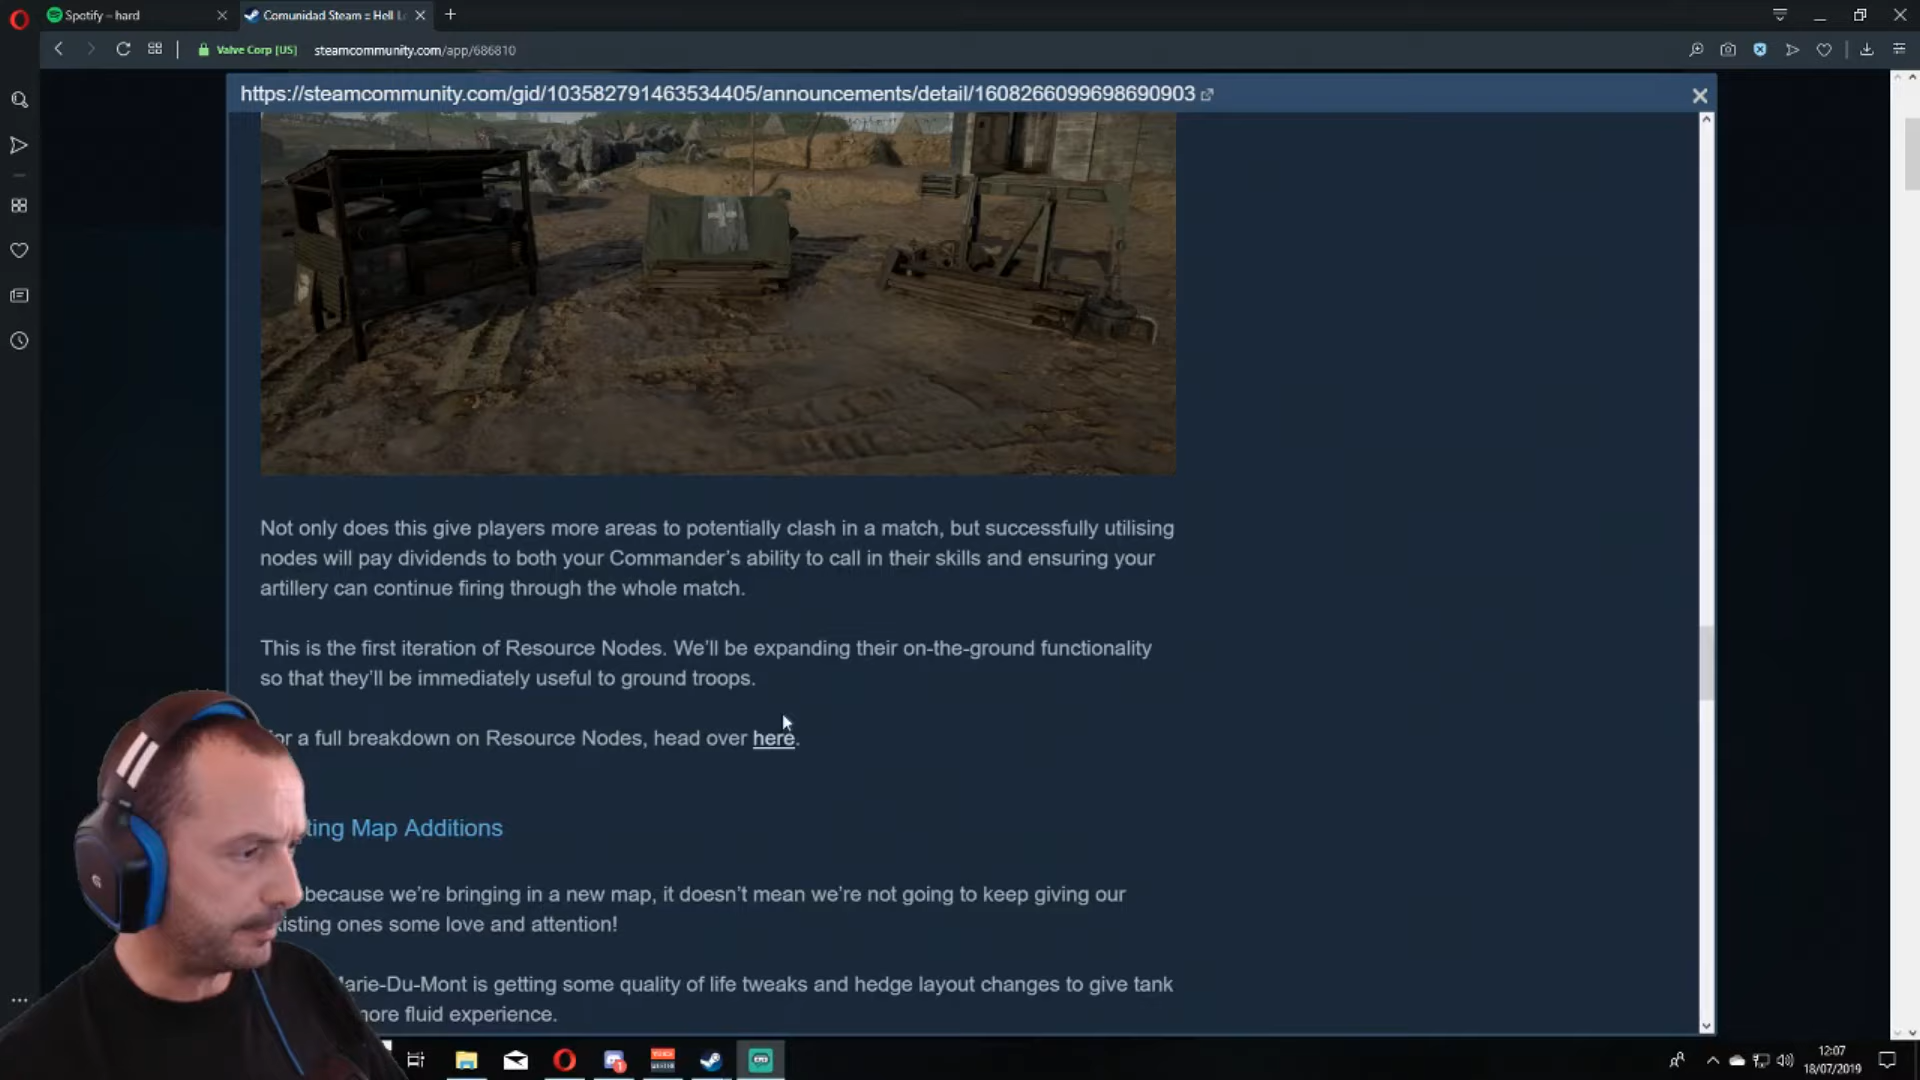 Spotify – hard
Comunidad Steam :: Hell L
Valve Corp [US]
steamcommunity.com/app/686810
https://steamcommunity.com/gid/103582791463534405/announcements/detail/1608266099698690903
Not only does this give players more areas to potentially clash in a match, but successfully utilising
nodes will pay dividends to both your Commander's ability to call in their skills and ensuring your
artillery can continue firing through the whole match.
This is the first iteration of Resource Nodes. We'll be expanding their on-the-ground functionality
so that they'll be immediately useful to ground troops.
or a full breakdown on Resource Nodes, head over here.
ting Map Additions
because we're bringing in a new map, it doesn't mean we're not going to keep giving our
xisting ones some love and attention!
Marie-Du-Mont is getting some quality of life tweaks and hedge layout changes to give tank
more fluid experience.
12:07
18/07/2019